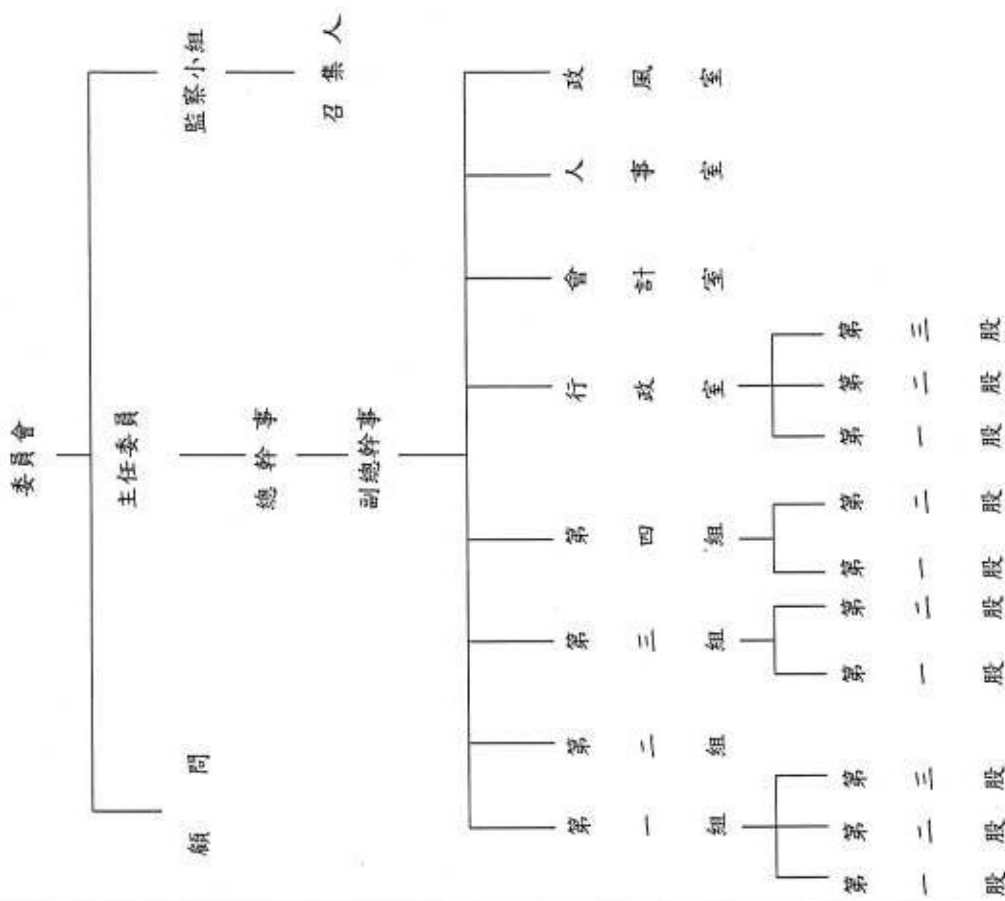 委員會
顧問
主任委員
監察小組
總幹事
召集人
副總幹事
第一組
第二組
第三組
第四組
行政室
會計室
人事室
政風室
第一股
第二股
第三股
第一股
第二股
第一股
第二股
第一股
第二股
第三股